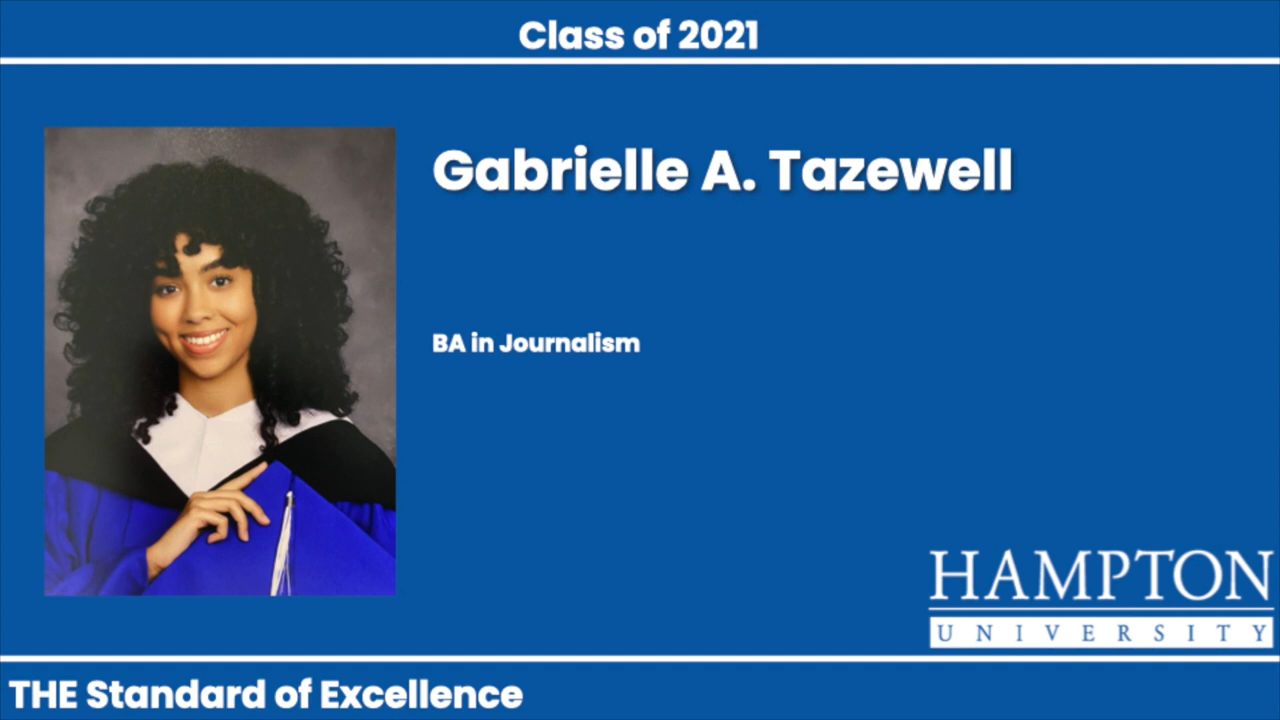 Class of 2021
Gabrielle A. Tazewell
BA in Journalism
HAMPTON
UNIVERSITY
THE Standard of Excellence